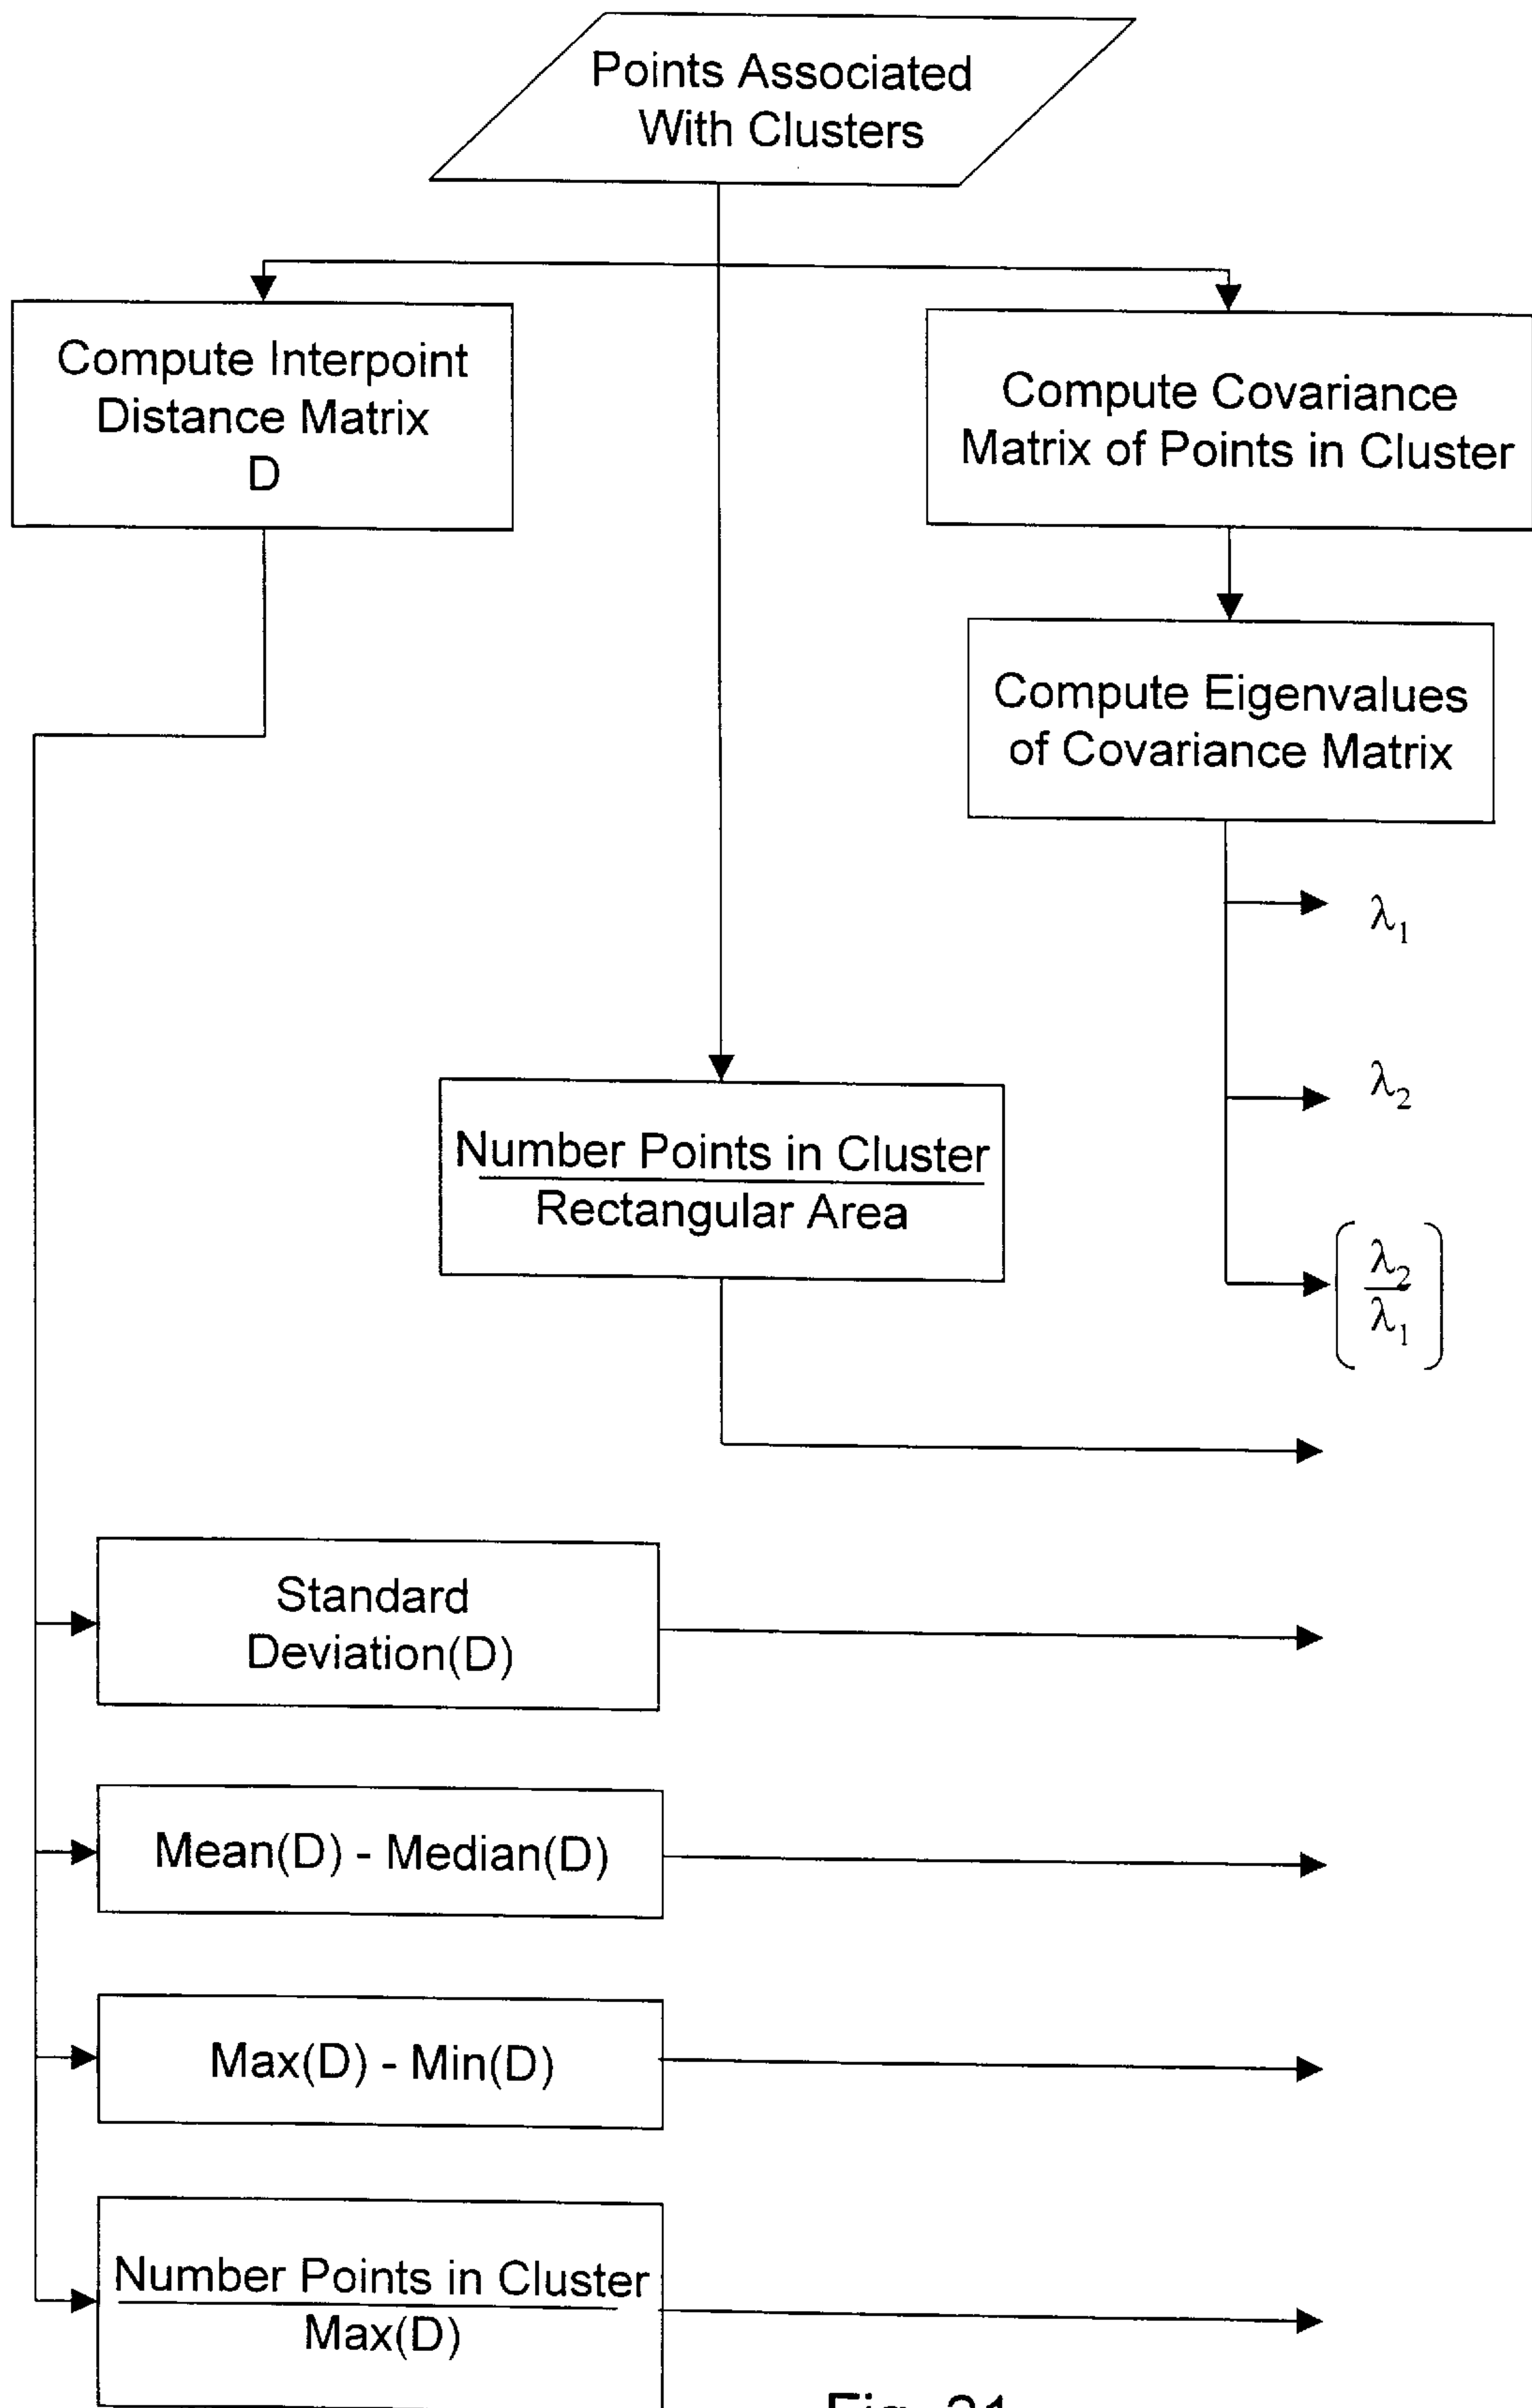 Points Associated
With Clusters
Compute Interpoint
Distance Matrix
D
Compute Covariance
Matrix of Points in Cluster
Compute Eigenvalues
of Covariance Matrix
λ1
λ2
Number Points in Cluster
Rectangular Area
λ2
λ1
Standard
Deviation(D)
Mean(D) - Median(D)
Max(D) - Min(D)
Number Points in Cluster
Max(D)